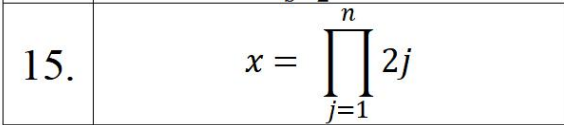 15. x = ∏_{j=1}^{n} 2j